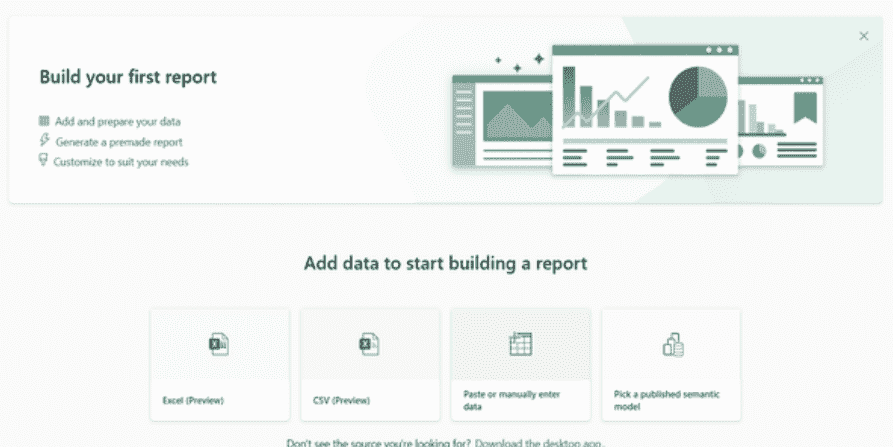 Build your first report
Add and prepare your data
Generate a premade report
Customize to suit your needs
Add data to start building a report
Excel (Preview)
CSV (Preview)
Paste or manually enter
data
Pick a published semantic
model
Don't see the source you're looking for? Download the desktop app.